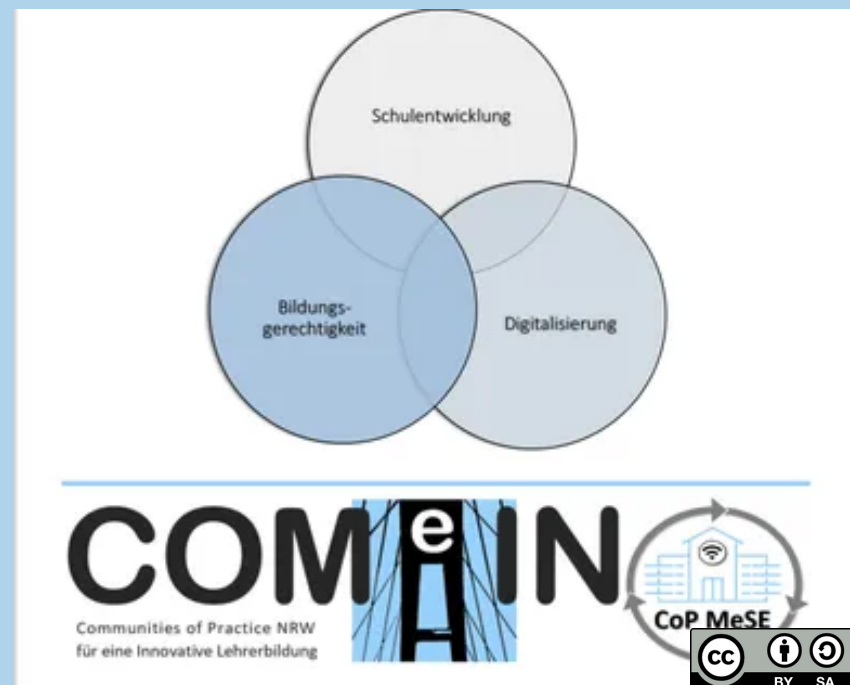 Schulentwicklung
Bildungs-
gerechtigkeit
Digitalisierung
COMeIN
Communities of Practice NRW
für eine Innovative Lehrerbildung
CoP MeSE
cc
BY SA